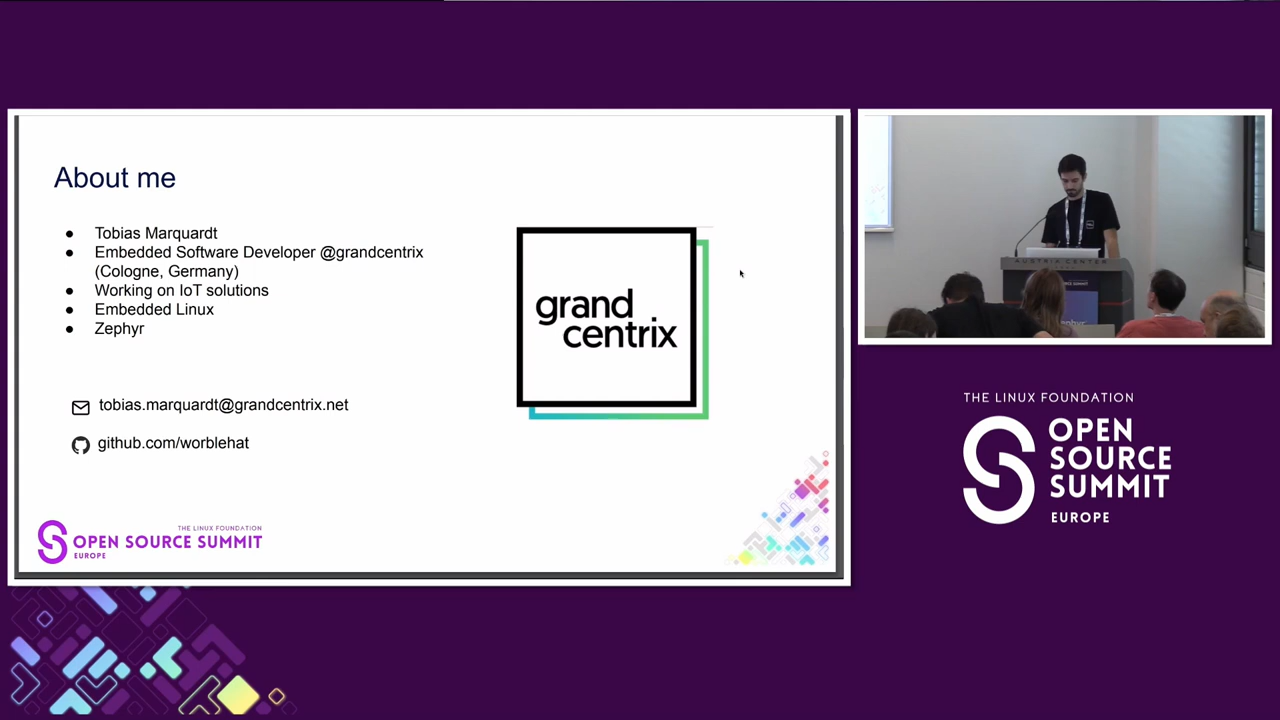 About me
Tobias Marquardt
Embedded Software Developer @grandcentrix
(Cologne, Germany)
Working on IoT solutions
Embedded Linux
Zephyr
tobias.marquardt@grandcentrix.net
github.com/worblehat
grand
centrix
THE LINUX FOUNDATION
OPEN SOURCE SUMMIT
EUROPE
AUSTRIA CENTER
THE LINUX FOUNDATION
OPEN
SOURCE
SUMMIT
EUROPE